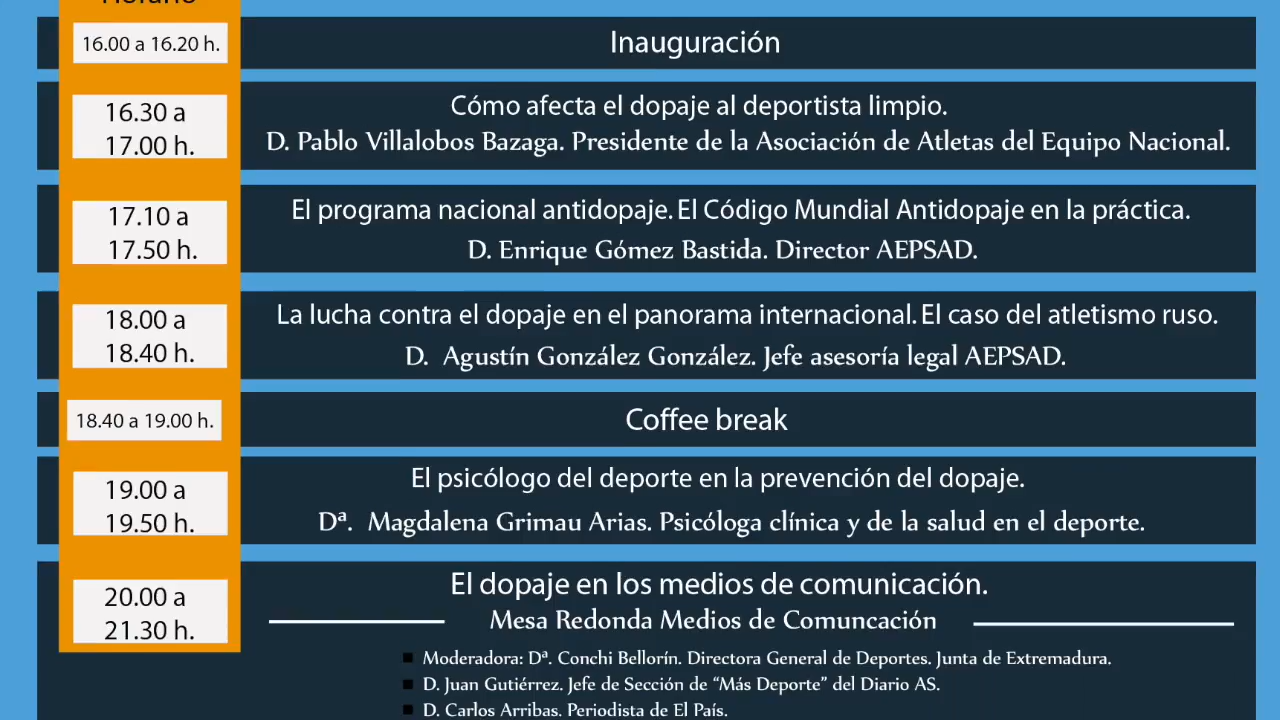 Horario
16.00 a 16.20 h.
Inauguración
16.30 a
17.00 h.
Cómo afecta el dopaje al deportista limpio.
D. Pablo Villalobos Bazaga. Presidente de la Asociación de Atletas del Equipo Nacional.
17.10 a
17.50 h.
El programa nacional antidopaje. El Código Mundial Antidopaje en la práctica.
D. Enrique Gómez Bastida. Director AEPSAD.
18.00 a
18.40 h.
La lucha contra el dopaje en el panorama internacional. El caso del atletismo ruso.
D. Agustín González González. Jefe asesoría legal AEPSAD.
18.40 a 19.00 h.
Coffee break
19.00 a
19.50 h.
El psicólogo del deporte en la prevención del dopaje.
Dª. Magdalena Grimau Arias. Psicóloga clínica y de la salud en el deporte.
20.00 a
21.30 h.
El dopaje en los medios de comunicación.
Mesa Redonda Medios de Comuncación
Moderadora: Dª. Conchi Bellorín. Directora General de Deportes. Junta de Extremadura.
D. Juan Gutiérrez. Jefe de Sección de “Más Deporte” del Diario AS.
D. Carlos Arribas. Periodista de El País.